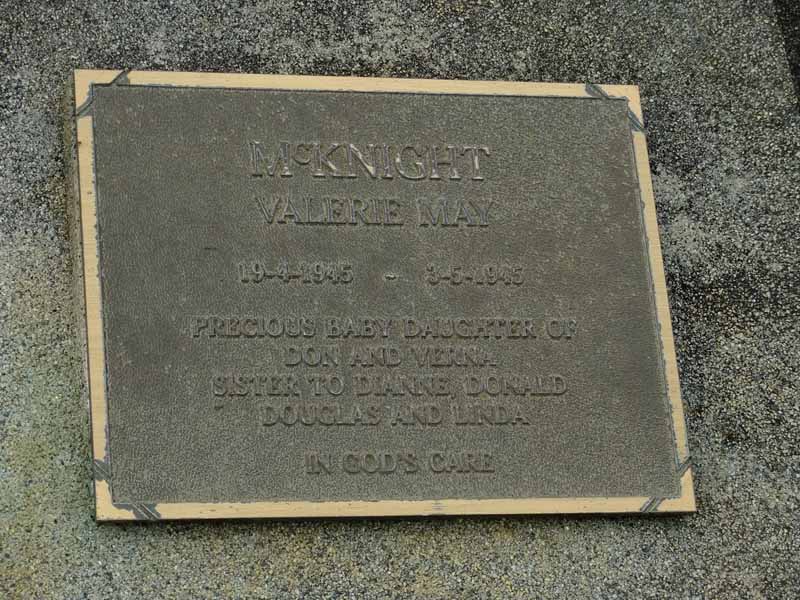 McKNIGHT
VALERIE MAY
19-4-1945 - 3-5-1945
PRECIOUS BABY DAUGHTER OF
DON AND VERNA
SISTER TO DIANNE, DONALD
DOUGLAS AND LINDA
IN GOD'S CARE